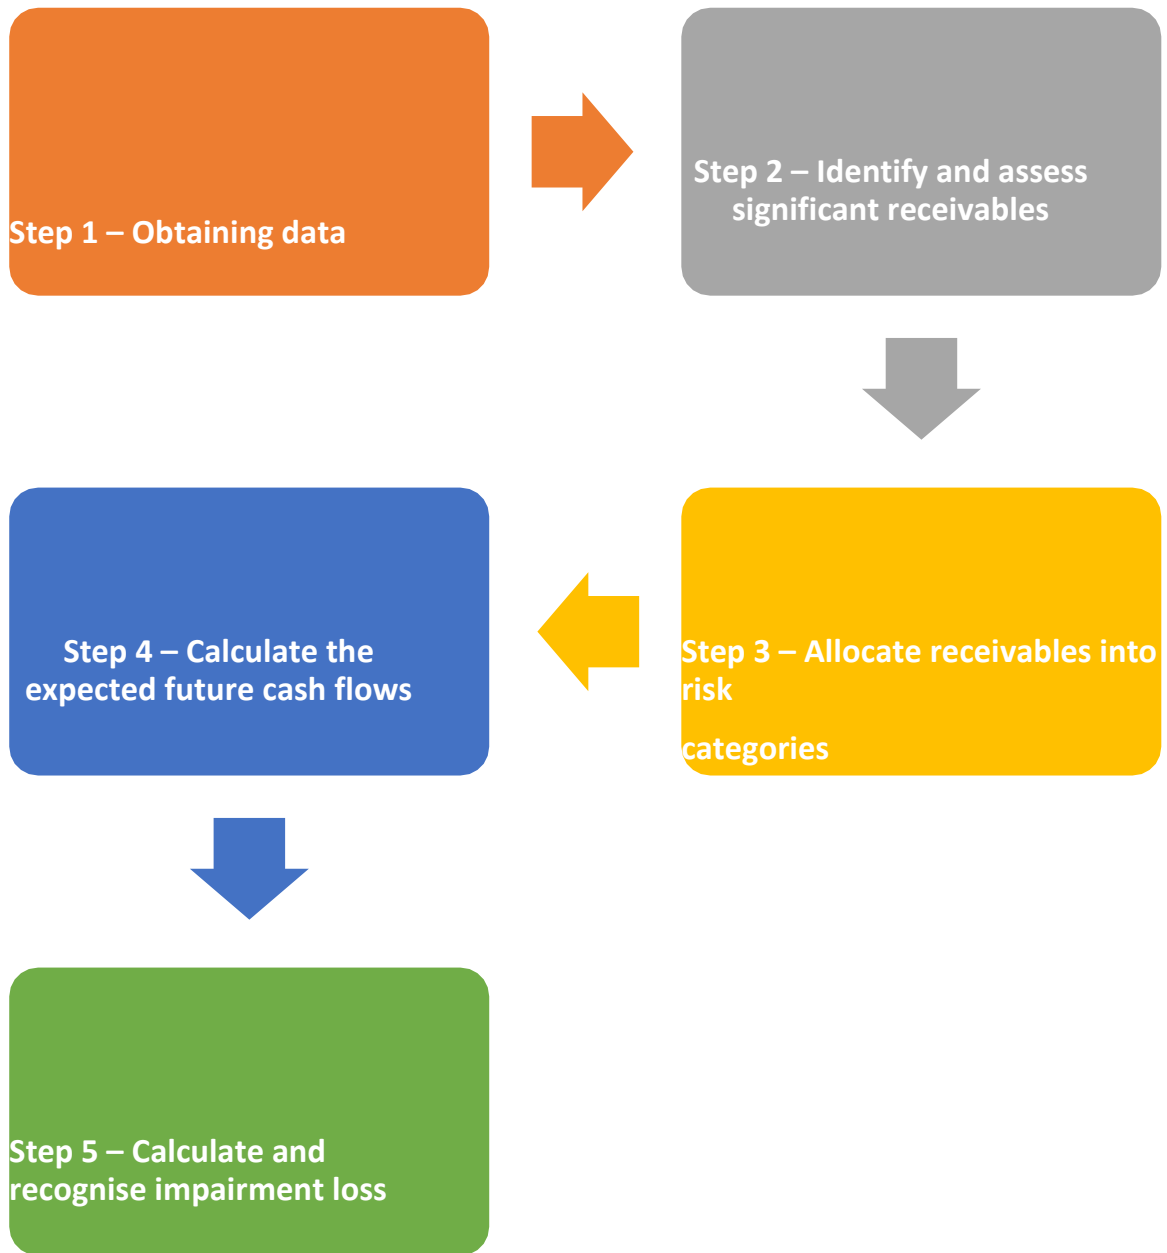 Step 1 – Obtaining data
Step 2 – Identify and assess
significant receivables
Step 3 – Allocate receivables into
risk
categories
Step 4 – Calculate the
expected future cash flows
Step 5 – Calculate and
recognise impairment loss